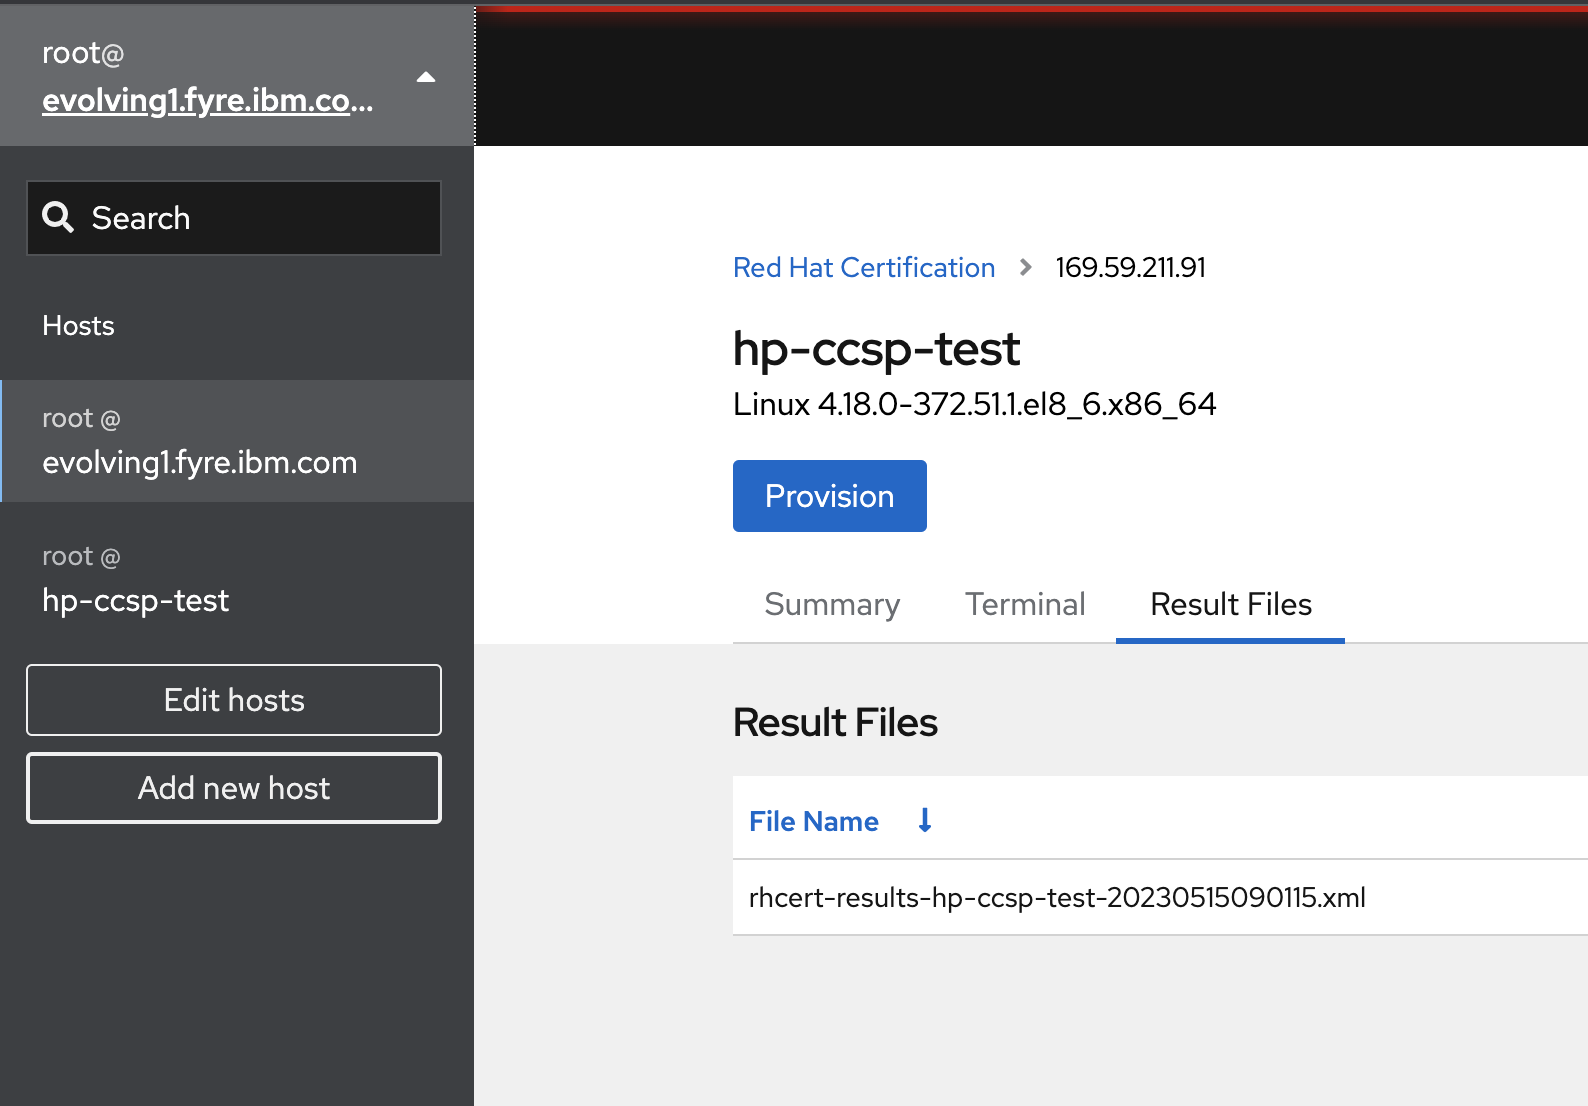 root@
evolving1.fyre.ibm.co...
Search
Hosts
root @
evolving1.fyre.ibm.com
root @
hp-ccsp-test
Edit hosts
Add new host
Red Hat Certification > 169.59.211.91
hp-ccsp-test
Linux 4.18.0-372.51.1.el8_6.x86_64
Provision
Summary Terminal Result Files
Result Files
File Name
rhcert-results-hp-ccsp-test-20230515090115.xml